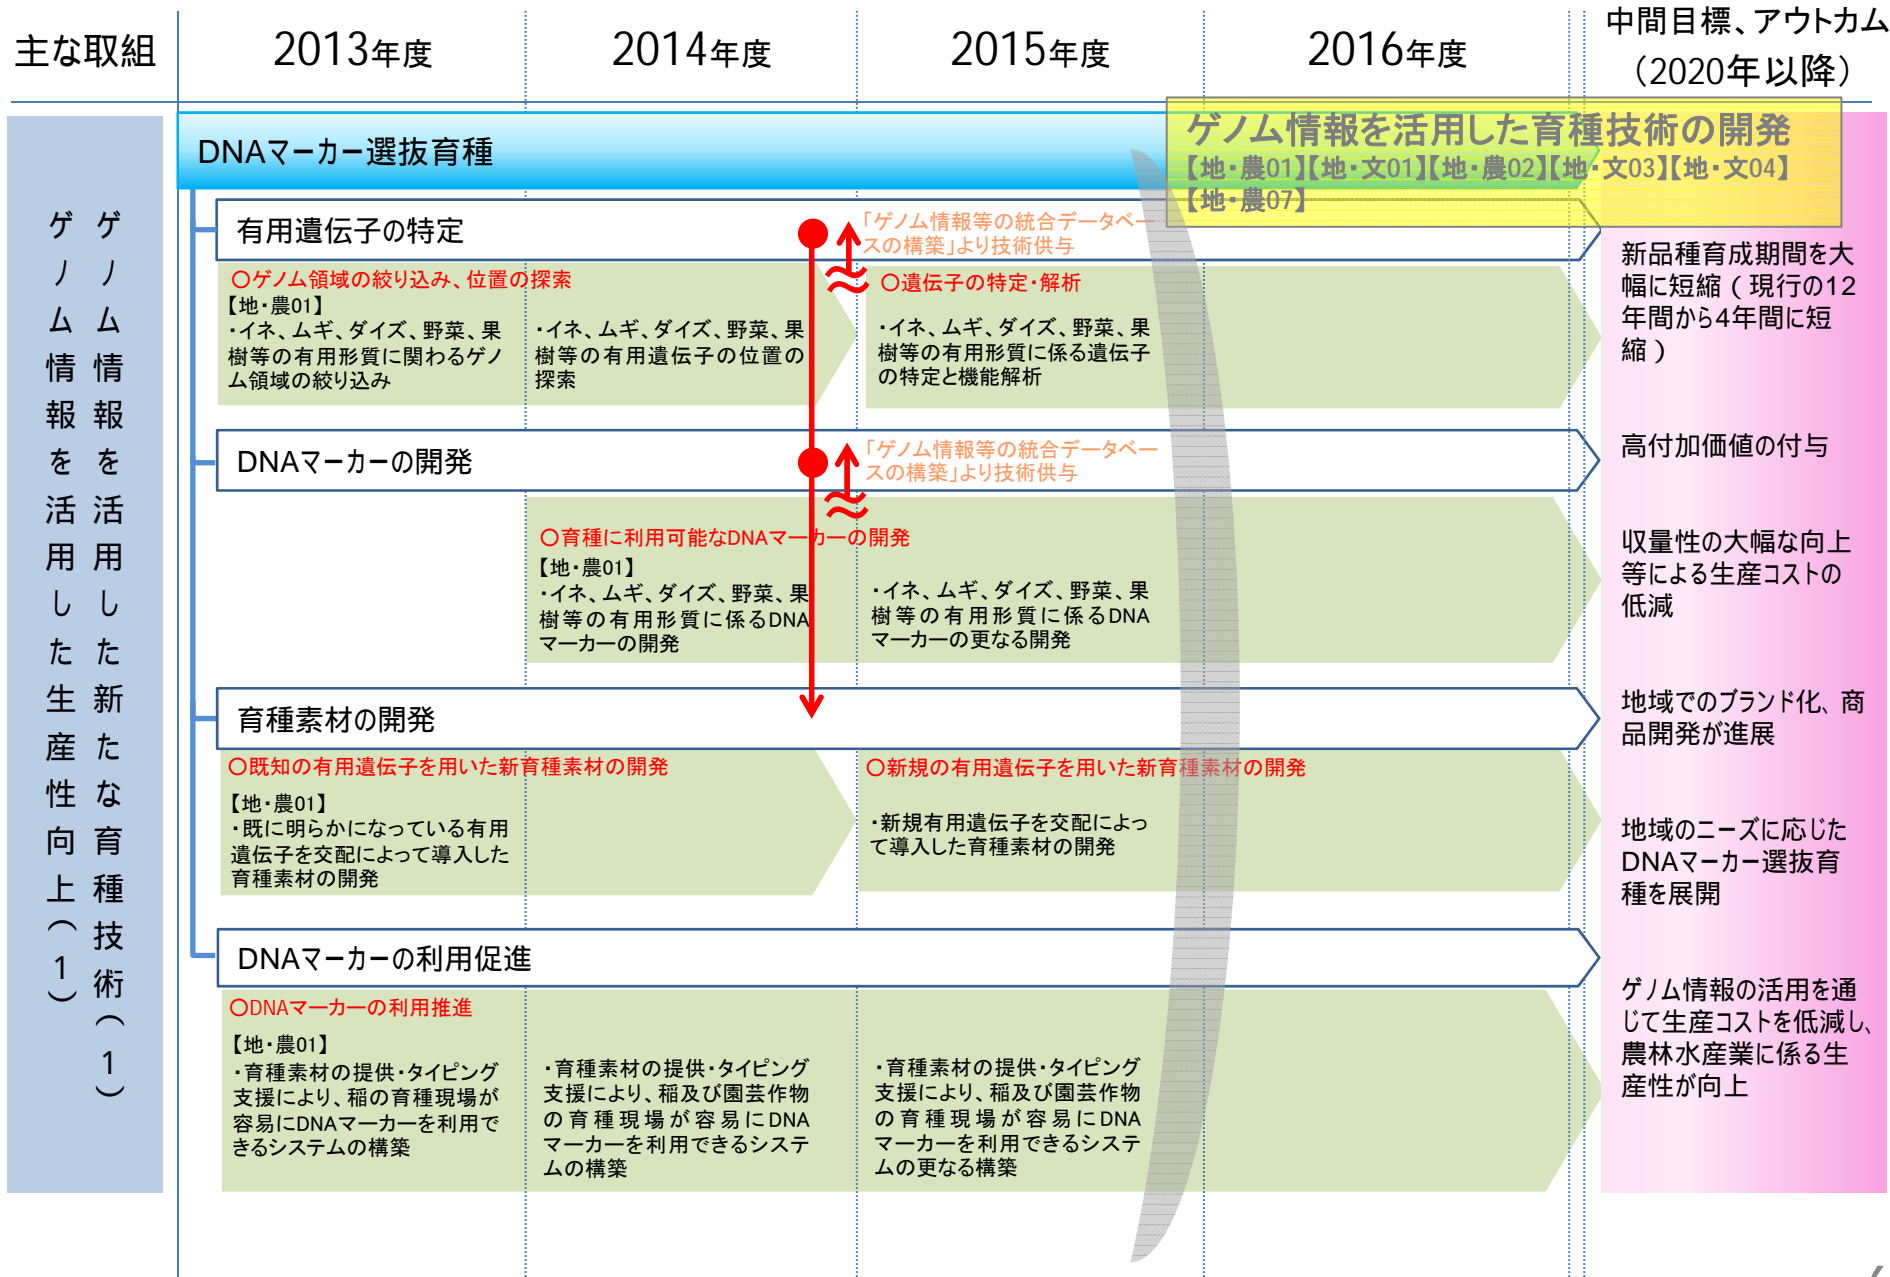 主な取組
2013年度
2014年度
2015年度
2016年度
中間目標、アウトカム
（2020年以降）
ゲノム情報を活用した生産性向上（1）
ゲノム情報を活用した新たな育種技術（1）
DNAマーカー選抜育種
ゲノム情報を活用した育種技術の開発
【地・農01】【地・文01】【地・農02】【地・文03】【地・文04】
【地・農07】
有用遺伝子の特定
「ゲノム情報等の統合データベー
スの構築」より技術供与
〇ゲノム領域の絞り込み、位置の探索
【地・農01】
・イネ、ムギ、ダイズ、野菜、果
樹等の有用形質に関わるゲノ
ム領域の絞り込み
・イネ、ムギ、ダイズ、野菜、果
樹等の有用遺伝子の位置の
探索
〇遺伝子の特定・解析
・イネ、ムギ、ダイズ、野菜、果
樹等の有用形質に係る遺伝子
の特定と機能解析
DNAマーカーの開発
「ゲノム情報等の統合データベー
スの構築」より技術供与
〇育種に利用可能なDNAマーカーの開発
【地・農01】
・イネ、ムギ、ダイズ、野菜、果
樹等の有用形質に係るDNA
マーカーの開発
・イネ、ムギ、ダイズ、野菜、果
樹等の有用形質に係るDNA
マーカーの更なる開発
育種素材の開発
〇既知の有用遺伝子を用いた新育種素材の開発
【地・農01】
・既に明らかになっている有用
遺伝子を交配によって導入した
育種素材の開発
〇新規の有用遺伝子を用いた新育種素材の開発
・新規有用遺伝子を交配によっ
て導入した育種素材の開発
DNAマーカーの利用促進
〇DNAマーカーの利用推進
【地・農01】
・育種素材の提供・タイピング
支援により、稲の育種現場が
容易にDNAマーカーを利用で
きるシステムの構築
・育種素材の提供・タイピング
支援により、稲及び園芸作物
の育種現場が容易にDNA
マーカーを利用できるシステ
ムの構築
・育種素材の提供・タイピング
支援により、稲及び園芸作物
の育種現場が容易にDNA
マーカーを利用できるシステ
ムの更なる構築
新品種育成期間を大
幅に短縮（現行の12
年間から4年間に短
縮）
高付加価値の付与
収量性の大幅な向上
等による生産コストの
低減
地域でのブランド化、商
品開発が進展
地域のニーズに応じた
DNAマーカー選抜育
種を展開
ゲノム情報の活用を通
じて生産コストを低減し、
農林水産業に係る生
産性が向上